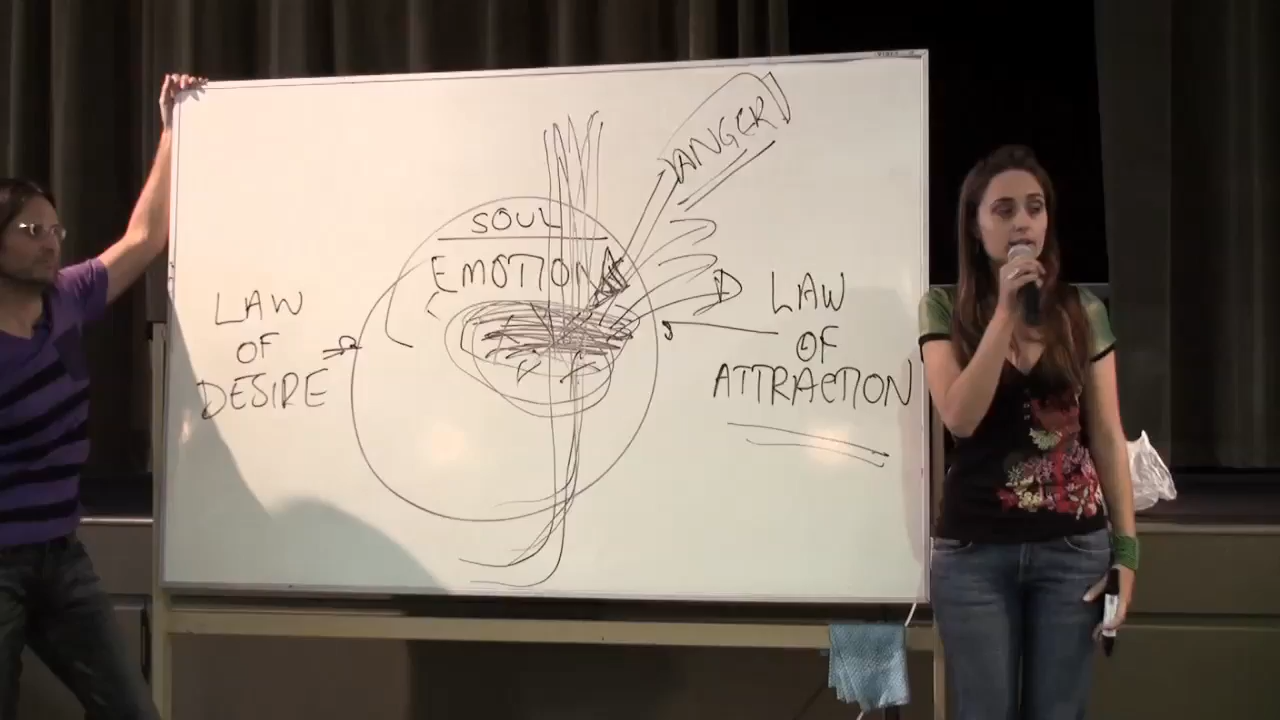 ANGER
SOUL
EMOTION
LAW
OF
DESIRE
LAW
OF
ATTRACTION